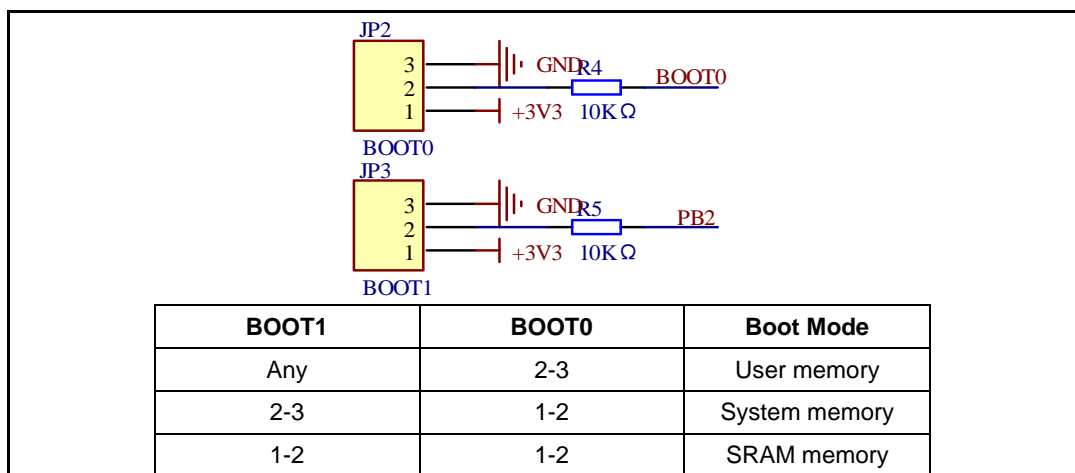 JP2
3 GND R4 BOOT0
2
1 +3V3 10KΩ
BOOT0
JP3
3 GND R5 PB2
2
1 +3V3 10KΩ
BOOT1
BOOT1 BOOT0 Boot Mode
Any 2-3 User memory
2-3 1-2 System memory
1-2 1-2 SRAM memory